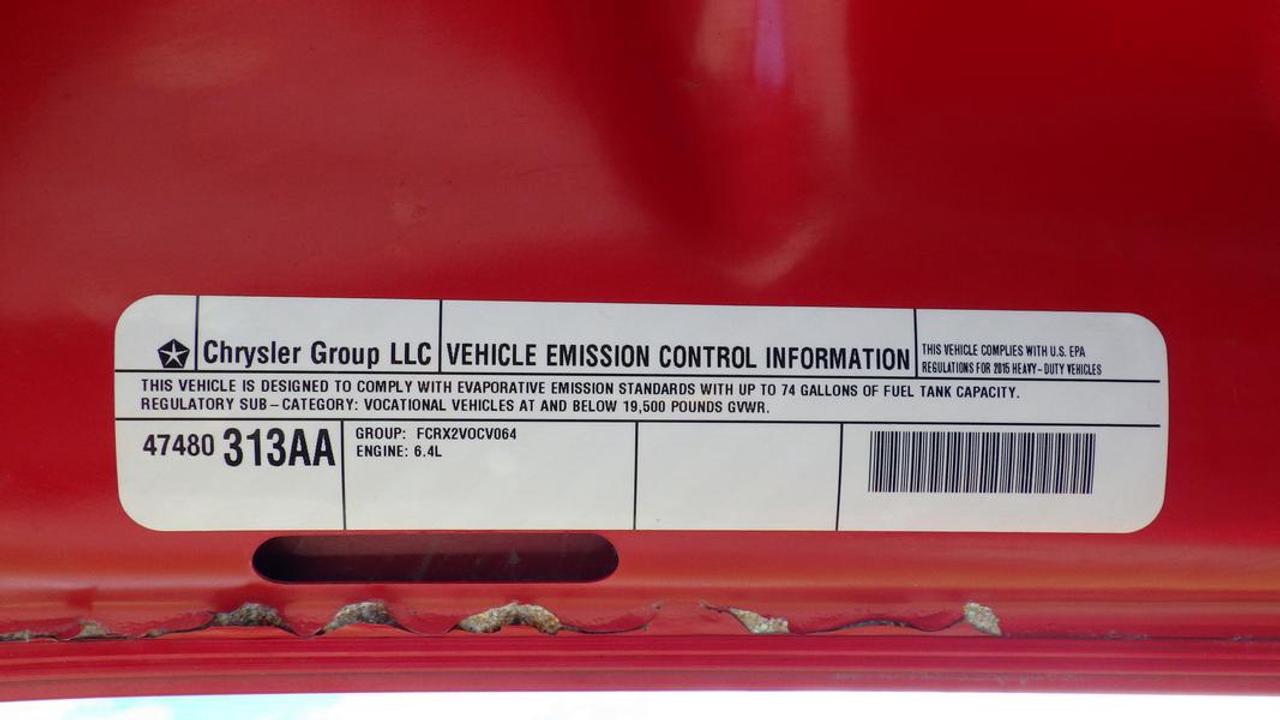 Chrysler Group LLC
VEHICLE EMISSION CONTROL INFORMATION
THIS VEHICLE COMPLIES WITH U.S. EPA
REGULATIONS FOR 2015 HEAVY-DUTY VEHICLES
THIS VEHICLE IS DESIGNED TO COMPLY WITH EVAPORATIVE EMISSION STANDARDS WITH UP TO 74 GALLONS OF FUEL TANK CAPACITY.
REGULATORY SUB-CATEGORY: VOCATIONAL VEHICLES AT AND BELOW 19,500 POUNDS GVWR.
47480 313AA
GROUP: FCRX2VOCV064
ENGINE: 6.4L